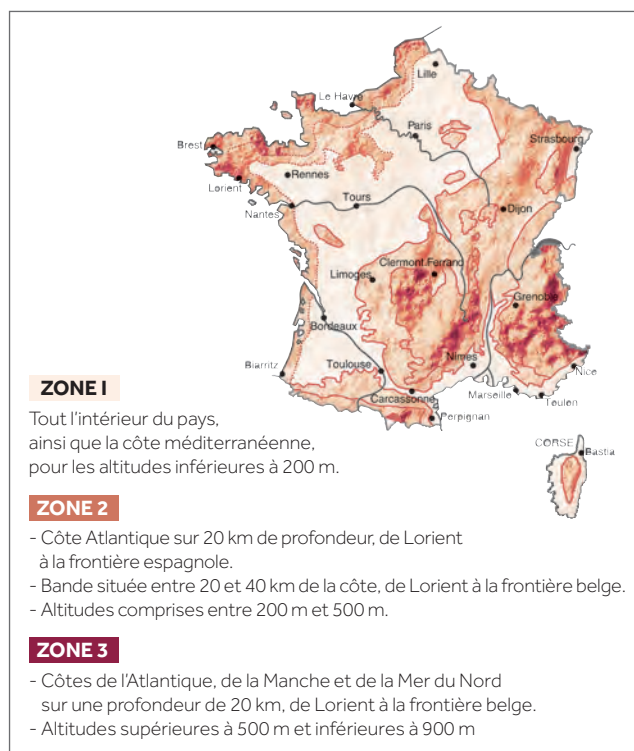 Lille
Le Havre
Paris
Strasbourg
Brest
Rennes
Lorient
Tours
Nantes
Dijon
Clermont Ferrand
Limoges
Grenoble
Bordeaux
Biarritz
Toulouse
Nimes
Nice
Marseille
Toulon
Carcassonne
Perpignan
CORSE
Bastia
ZONE I
Tout l'intérieur du pays,
ainsi que la côte méditerranéenne,
pour les altitudes inférieures à 200 m.
ZONE 2
- Côte Atlantique sur 20 km de profondeur, de Lorient
à la frontière espagnole.
- Bande située entre 20 et 40 km de la côte, de Lorient à la frontière belge.
- Altitudes comprises entre 200 m et 500 m.
ZONE 3
- Côtes de l'Atlantique, de la Manche et de la Mer du Nord
sur une profondeur de 20 km, de Lorient à la frontière belge.
- Altitudes supérieures à 500 m et inférieures à 900 m